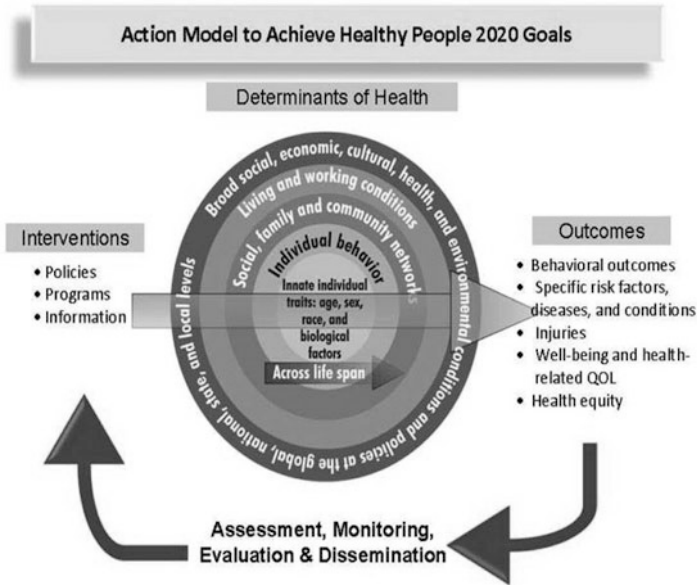 Action Model to Achieve Healthy People 2020 Goals
Determinants of Health
Broad social, economic, cultural, health, and environmental conditions and policies at the global, national, state, and local levels
Living and working conditions
Social, family and community networks
Individual behavior
Innate individual
traits: age, sex,
race, and
biological
factors
Across life span
Interventions
• Policies
• Programs
• Information
Outcomes
• Behavioral outcomes
• Specific risk factors,
diseases, and conditions
• Injuries
• Well-being and health-
related QOL
• Health equity
Assessment, Monitoring,
Evaluation & Dissemination